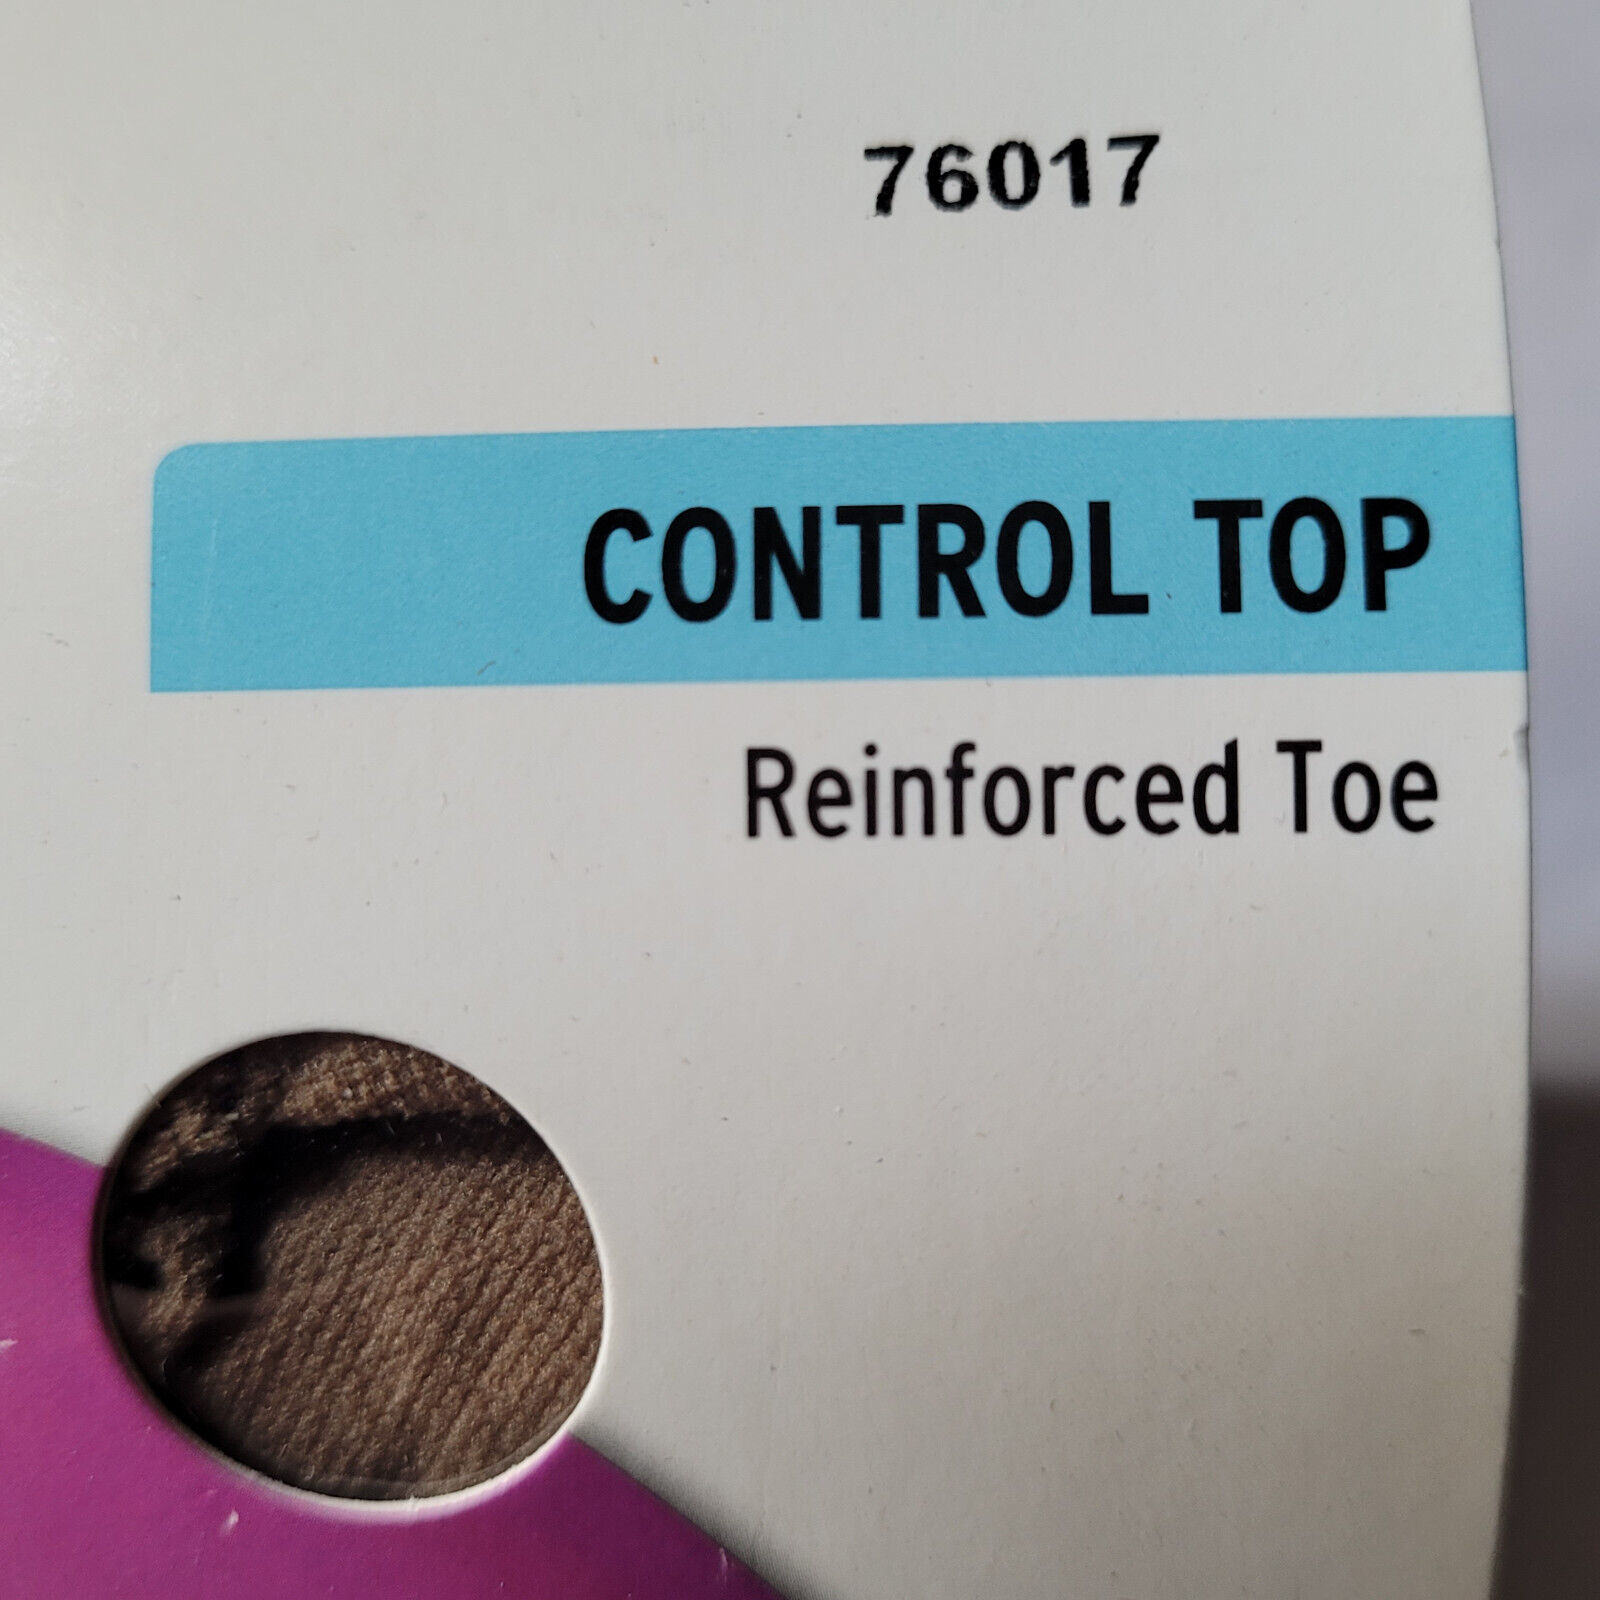 76017
CONTROL TOP
Reinforced Toe